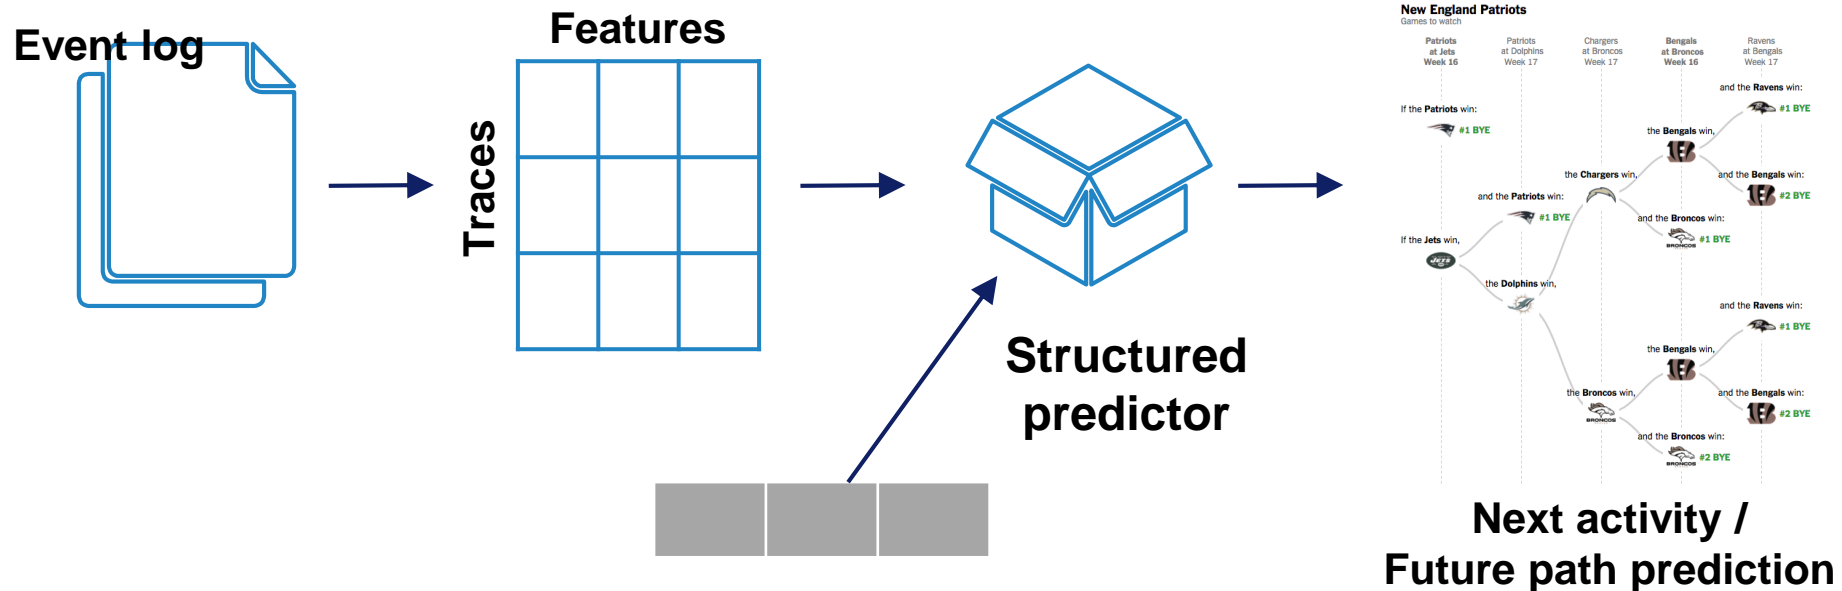 Event log
Features
Traces
Structured
predictor
New England Patriots
Games to watch
Patriots
at Jets
Week 16
Patriots
at Dolphins
Week 17
Chargers
at Broncos
Week 17
Bengals
at Broncos
Week 16
Ravens
at Bengals
Week 17
If the Patriots win:
#1 BYE
If the Jets win,
JETS
and the Patriots win:
#1 BYE
the Dolphins win,
the Chargers win,
the Bengals win,
and the Ravens win:
#1 BYE
and the Bengals win:
#2 BYE
and the Broncos win:
BRONCOS
#1 BYE
the Broncos win,
BRONCOS
the Bengals win,
and the Ravens win:
#1 BYE
and the Bengals win:
#2 BYE
and the Broncos win:
BRONCOS
#2 BYE
Next activity /
Future path prediction